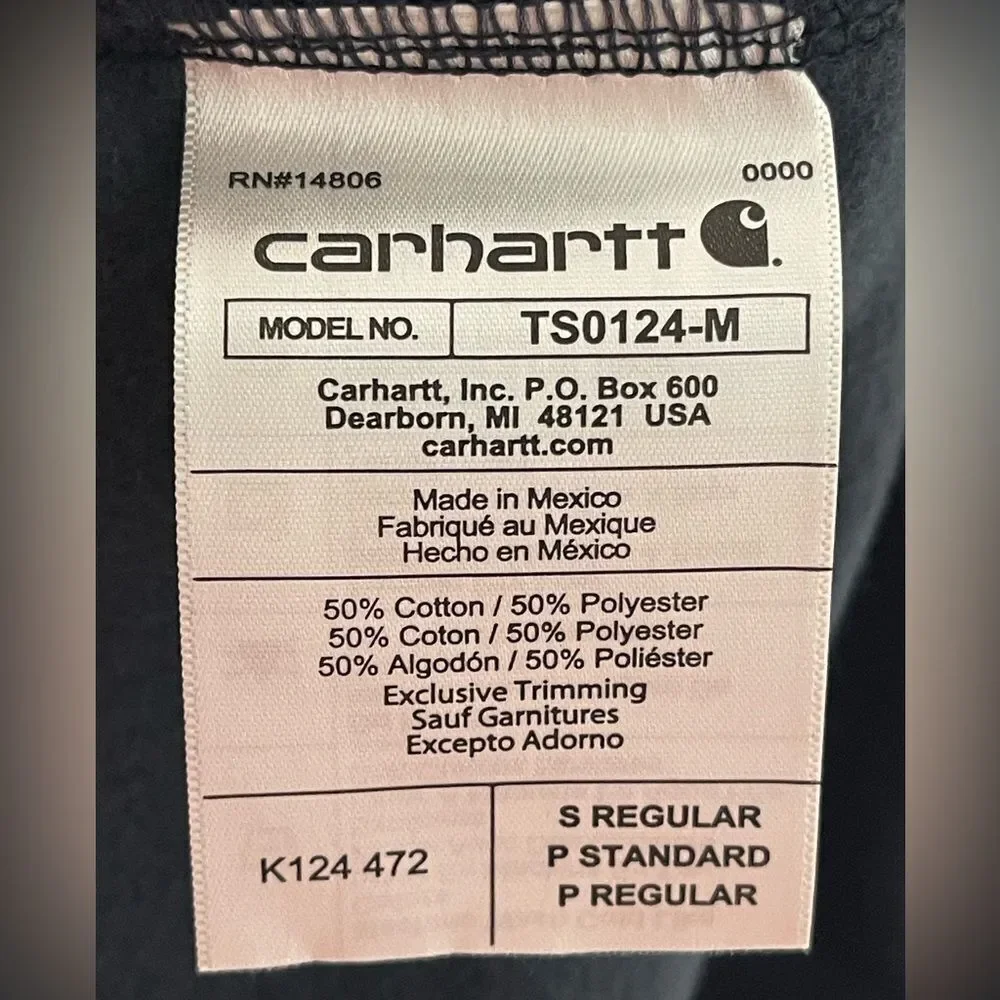 RN#14806 0000
carhartt
MODEL NO. TS0124-M
Carhartt, Inc. P.O. Box 600
Dearborn, MI 48121 USA
carhartt.com
Made in Mexico
Fabriqué au Mexique
Hecho en México
50% Cotton / 50% Polyester
50% Coton / 50% Polyester
50% Algodón / 50% Poliéster
Exclusive Trimming
Sauf Garnitures
Excepto Adorno
K124 472
S REGULAR
P STANDARD
P REGULAR